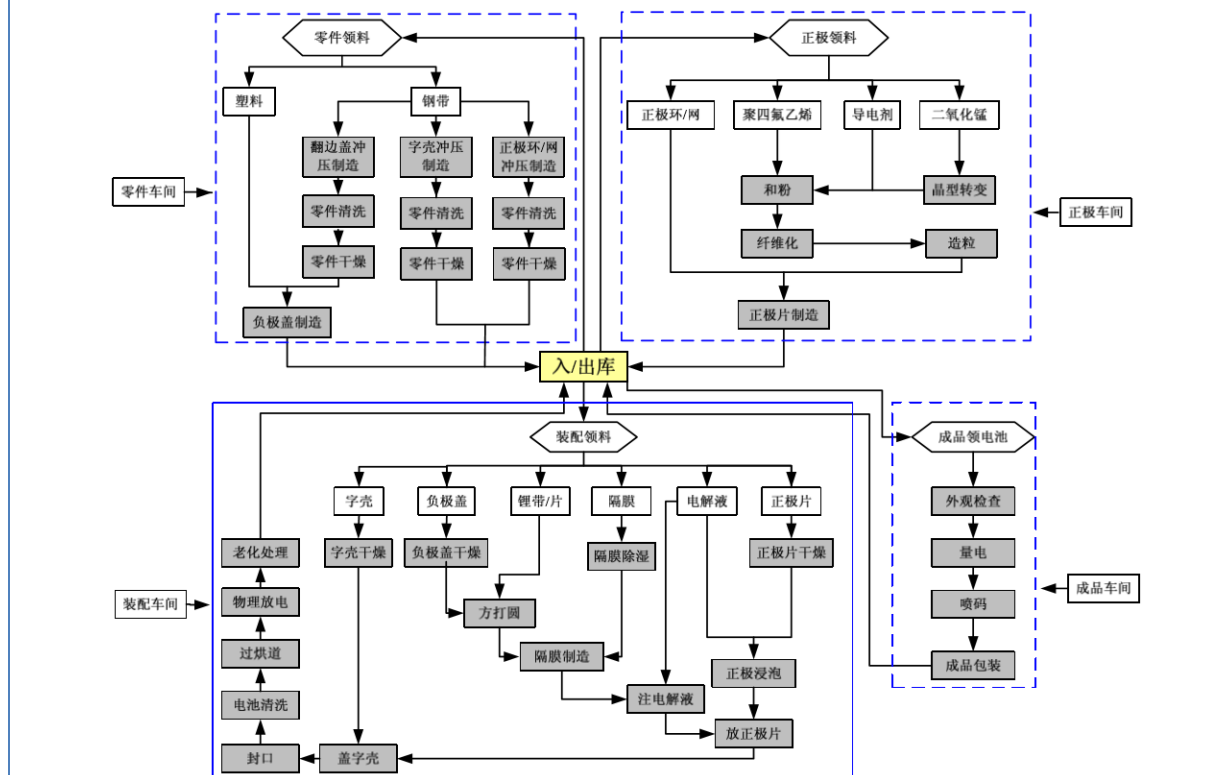 零件领料
塑料
钢带
翻边盖冲
压制造
字壳冲压
制造
正极环/网
冲压制造
零件清洗
零件清洗
零件清洗
零件干燥
零件干燥
零件干燥
负极盖制造
零件车间
正极领料
正极环/网
聚四氟乙烯
导电剂
二氧化锰
和粉
晶型转变
纤维化
造粒
正极片制造
正极车间
入/出库
装配领料
字壳
负极盖
锂带/片
隔膜
电解液
正极片
老化处理
字壳干燥
负极盖干燥
隔膜除湿
正极片干燥
物理放电
方打圆
过烘道
隔膜制造
正极浸泡
电池清洗
注电解液
放正极片
封口
盖字壳
装配车间
成品领电池
外观检查
量电
喷码
成品包装
成品车间